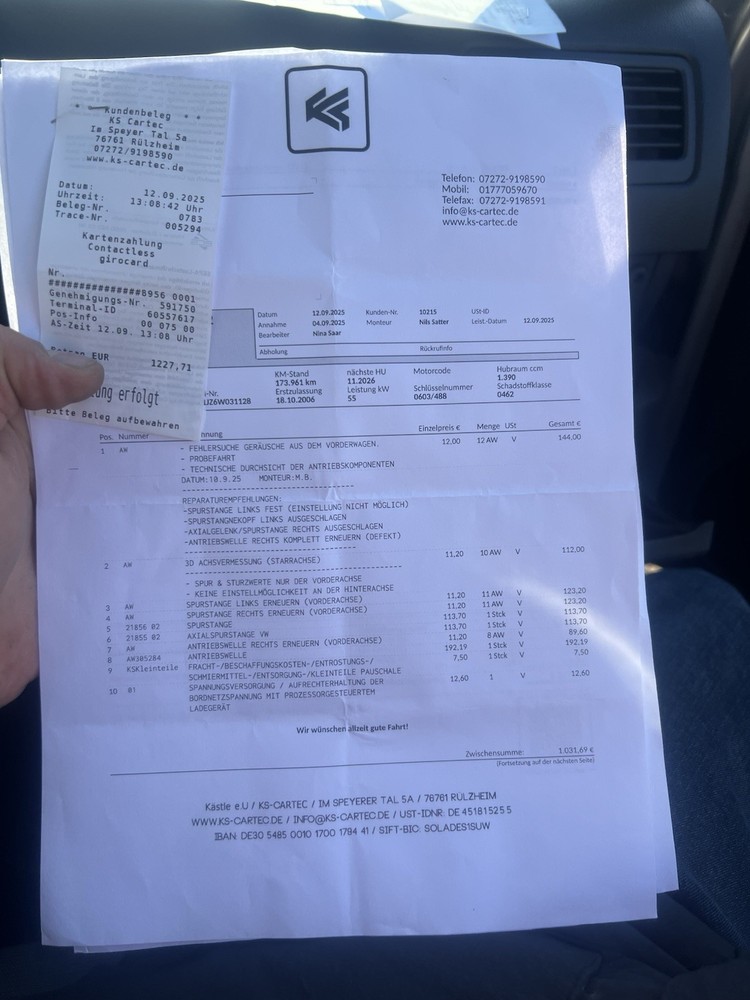 * Kundenbeleg * *
KS Cartec
Im Speyer Tal 5a
76761 Rülzheim
07272/9198590
www.ks-cartec.de
Datum: 12.09.2025
Uhrzeit: 13:08:42 Uhr
Beleg-Nr. 0783
Trace-Nr. 005294
Kartenzahlung
Contactless
girocard
Nr.
###############8956 0001
Genehmigungs-Nr. 591750
Terminal-ID 60557617
Pos-Info 00 075 00
AS-Zeit 12.09. 13:08 Uhr
EUR 1227,71
erfolgt
Bitte Beleg aufbewahren
Telefon: 07272-9198590
Mobil: 01777059670
Telefax: 07272-9198591
info@ks-cartec.de
www.ks-cartec.de
Datum 12.09.2025 Kunden-Nr. 10215 USt-ID
Annahme 04.09.2025 Monteur Nils Satter Leist.-Datum 12.09.2025
Bearbeiter Nina Saar
Abholung Rückrufinfo
KM-Stand nächste HU Motorcode Hubraum ccm
173.961 km 11.2026 1.390
-Nr. Erstzulassung Leistung kW Schlüsselnummer Schadstoffklasse
UZ6W031128 18.10.2006 55 0603/488 0462
Pos. Nummer nnung Einzelpreis € Menge USt Gesamt €
1 AW - FEHLERSUCHE GERÄUSCHE AUS DEM VORDERWAGEN. 12,00 12 AW V 144,00
- PROBEFAHRT
- TECHNISCHE DURCHSICHT DER ANTRIEBSKOMPONENTEN
DATUM:10.9.25 MONTEUR:M.B.
-----------------------------------
REPARATUREMPFEHLUNGEN:
-SPURSTANGE LINKS FEST (EINSTELLUNG NICHT MÖGLICH)
-SPURSTANGNEKOPF LINKS AUSGESCHLAGEN
-AXIALGELENK/SPURSTANGE RECHTS AUSGESCHLAGEN
-ANTRIEBSWELLE RECHTS KOMPLETT ERNEUERN (DEFEKT)
-----------------------------------
2 AW 3D ACHSVERMESSUNG (STARRACHSE) 11,20 10 AW V 112,00
-----------------------------------
- SPUR & STURZWERTE NUR DER VORDERACHSE
- KEINE EINSTELLMÖGLICHKEIT AN DER HINTERACHSE
3 AW SPURSTANGE LINKS ERNEUERN (VORDERACHSE) 11,20 11 AW V 123,20
4 AW SPURSTANGE RECHTS ERNEUERN (VORDERACHSE) 11,20 11 AW V 123,20
5 21856 02 SPURSTANGE 113,70 1 Stck V 113,70
6 21855 02 AXIALSPURSTANGE VW 113,70 1 Stck V 113,70
7 AW ANTRIEBSWELLE RECHTS ERNEUERN (VORDERACHSE) 11,20 8 AW V 89,60
8 AW305284 ANTRIEBSWELLE 192,19 1 Stck V 192,19
9 KSKleinteile FRACHT-/BESCHAFFUNGSKOSTEN-/ENTROSTUNGS-/ 7,50 1 Stck V 7,50
SCHMIERMITTEL-/ENTSORGUNG-/KLEINTEILE PAUSCHALE
10 01 SPANNUNGSVERSORGUNG / AUFRECHTERHALTUNG DER 12,60 1 V 12,60
BORDNETZSPANNUNG MIT PROZESSORGESTEUERTEM
LADEGERÄT
Wir wünschen allzeit gute Fahrt!
Zwischensumme: 1.031,69 €
(Fortsetzung auf der nächsten Seite)
Kästle e.U / KS-CARTEC / IM SPEYERER TAL 5A / 76761 RÜLZHEIM
WWW.KS-CARTEC.DE / INFO@KS-CARTEC.DE / UST-IDNR: DE 451815255
IBAN: DE30 5485 0010 1700 1784 41 / SIFT-BIC: SOLADES1SUW